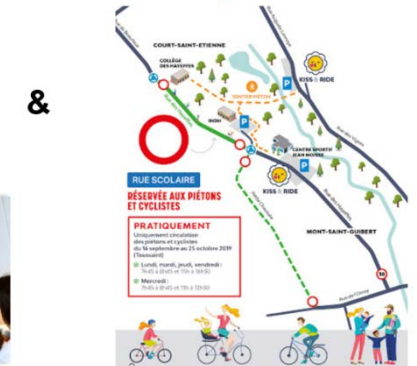 &
COURT-SAINT-ETIENNE
COLLÈGE
DES HAYEFFES
KISS & RIDE
SENTIER PIÉTON
P
P
P
CENTRE SPORTIF
JEAN MOISSE
KISS & RIDE
RUE SCOLAIRE
RÉSERVÉE AUX PIÉTONS
ET CYCLISTES
MONT-SAINT-GUIBERT
PRATIQUEMENT
Uniquement circulation
des piétons et cyclistes
du 16 septembre au 25 octobre 2019
(Toussaint)
Lundi, mardi, jeudi, vendredi:
7h45 à 8h45 et 15h à 16h30
Mercredi:
7h45 à 8h45 et 11h à 12h30